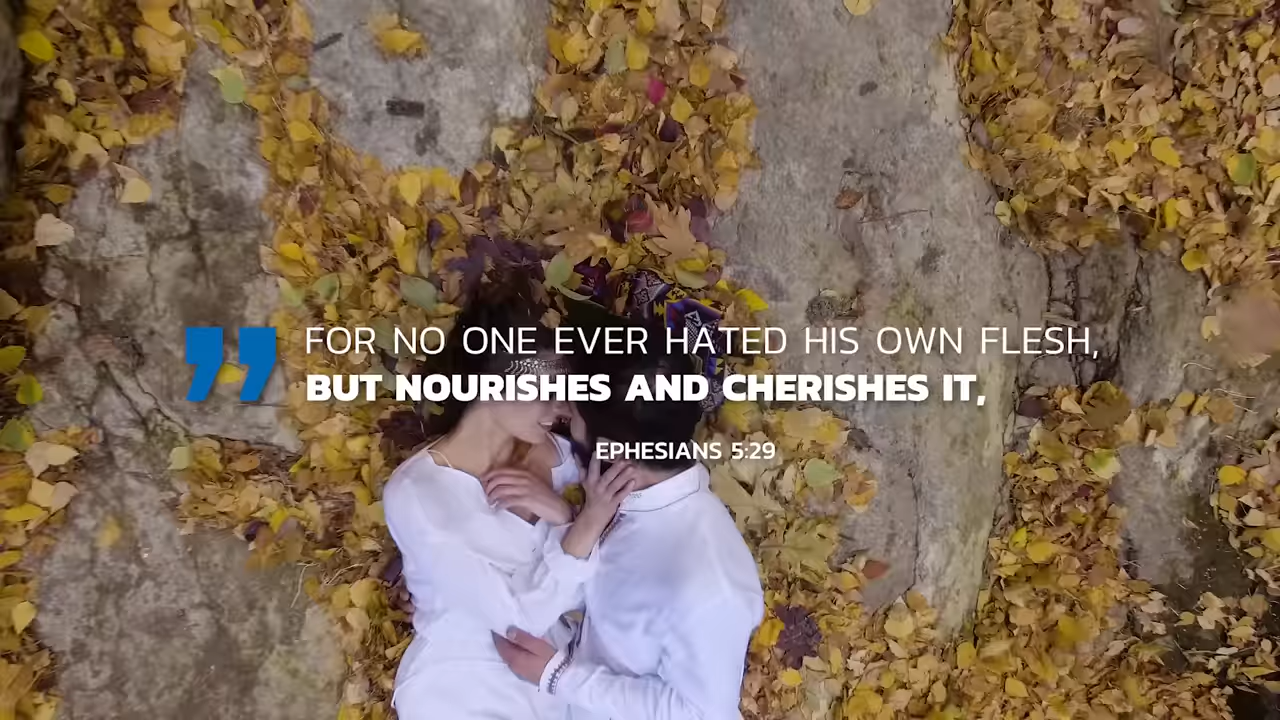 FOR NO ONE EVER HATED HIS OWN FLESH,
BUT NOURISHES AND CHERISHES IT,
EPHESIANS 5:29